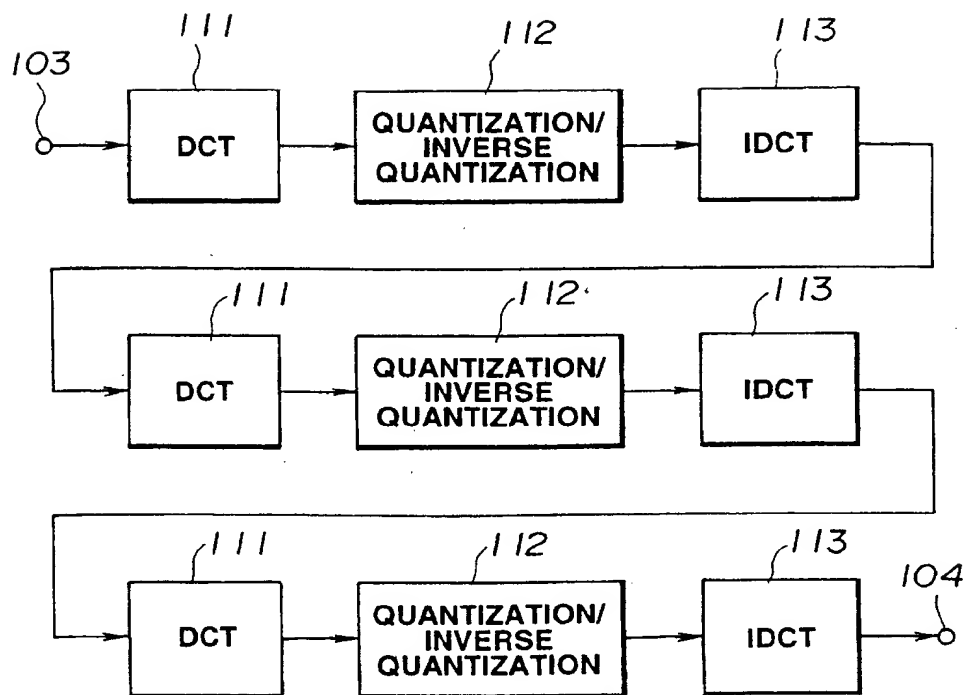 111
112
113
103
DCT
QUANTIZATION/
INVERSE
QUANTIZATION
IDCT
111
112
113
DCT
QUANTIZATION/
INVERSE
QUANTIZATION
IDCT
111
112
113
104
DCT
QUANTIZATION/
INVERSE
QUANTIZATION
IDCT